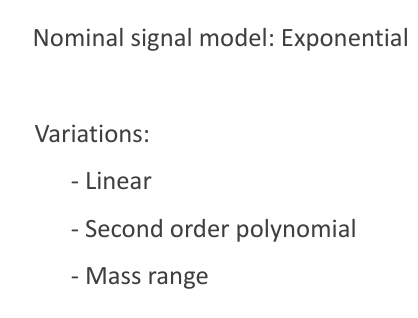 Nominal signal model: Exponential
Variations:
- Linear
- Second order polynomial
- Mass range